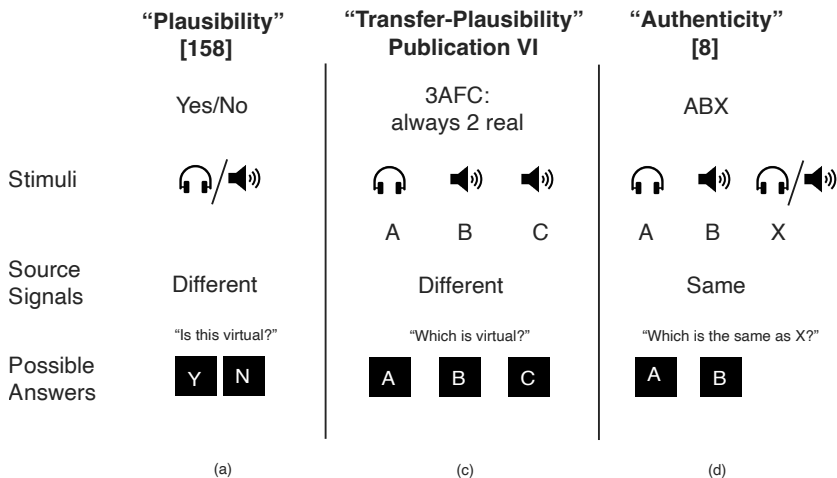 “Plausibility” “Transfer-Plausibility” “Authenticity”
[158] Publication VI [8]
Yes/No 3AFC: always 2 real ABX
Stimuli
A B C A B X
Source Signals Different Different Same
“Is this virtual?” “Which is virtual?” “Which is the same as X?”
Possible Answers Y N A B C A B
(a) (c) (d)